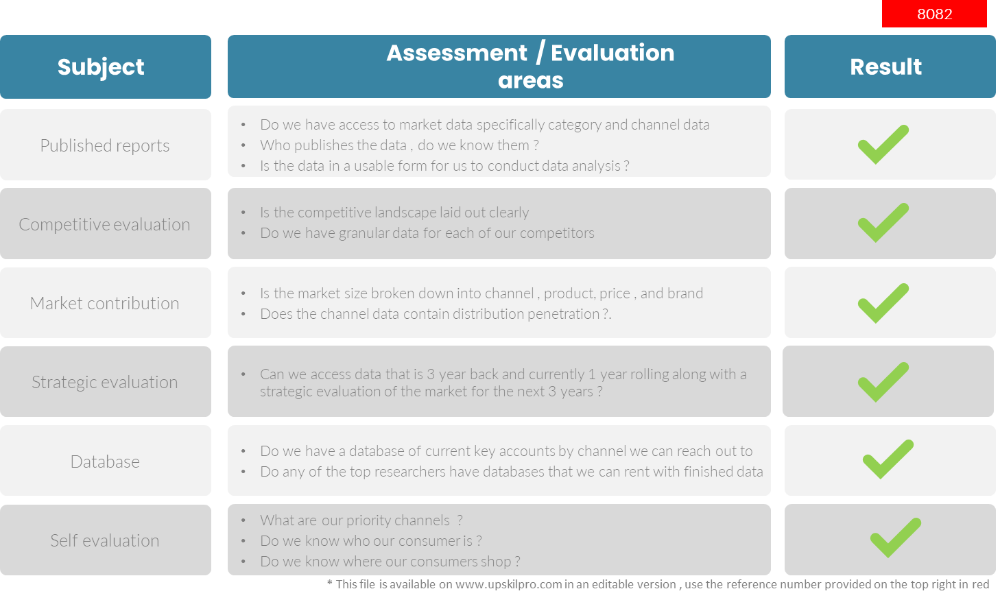 8082
Subject
Assessment / Evaluation
areas
Result
Published reports
• Do we have access to market data specifically category and channel data
• Who publishes the data , do we know them ?
• Is the data in a usable form for us to conduct data analysis ?
Competitive evaluation
• Is the competitive landscape laid out clearly
• Do we have granular data for each of our competitors
Market contribution
• Is the market size broken down into channel , product, price , and brand
• Does the channel data contain distribution penetration ?.
Strategic evaluation
• Can we access data that is 3 year back and currently 1 year rolling along with a
strategic evaluation of the market for the next 3 years ?
Database
• Do we have a database of current key accounts by channel we can reach out to
• Do any of the top researchers have databases that we can rent with finished data
Self evaluation
• What are our priority channels ?
• Do we know who our consumer is ?
• Do we know where our consumers shop ?
* This file is available on www.upskilpro.com in an editable version , use the reference number provided on the top right in red